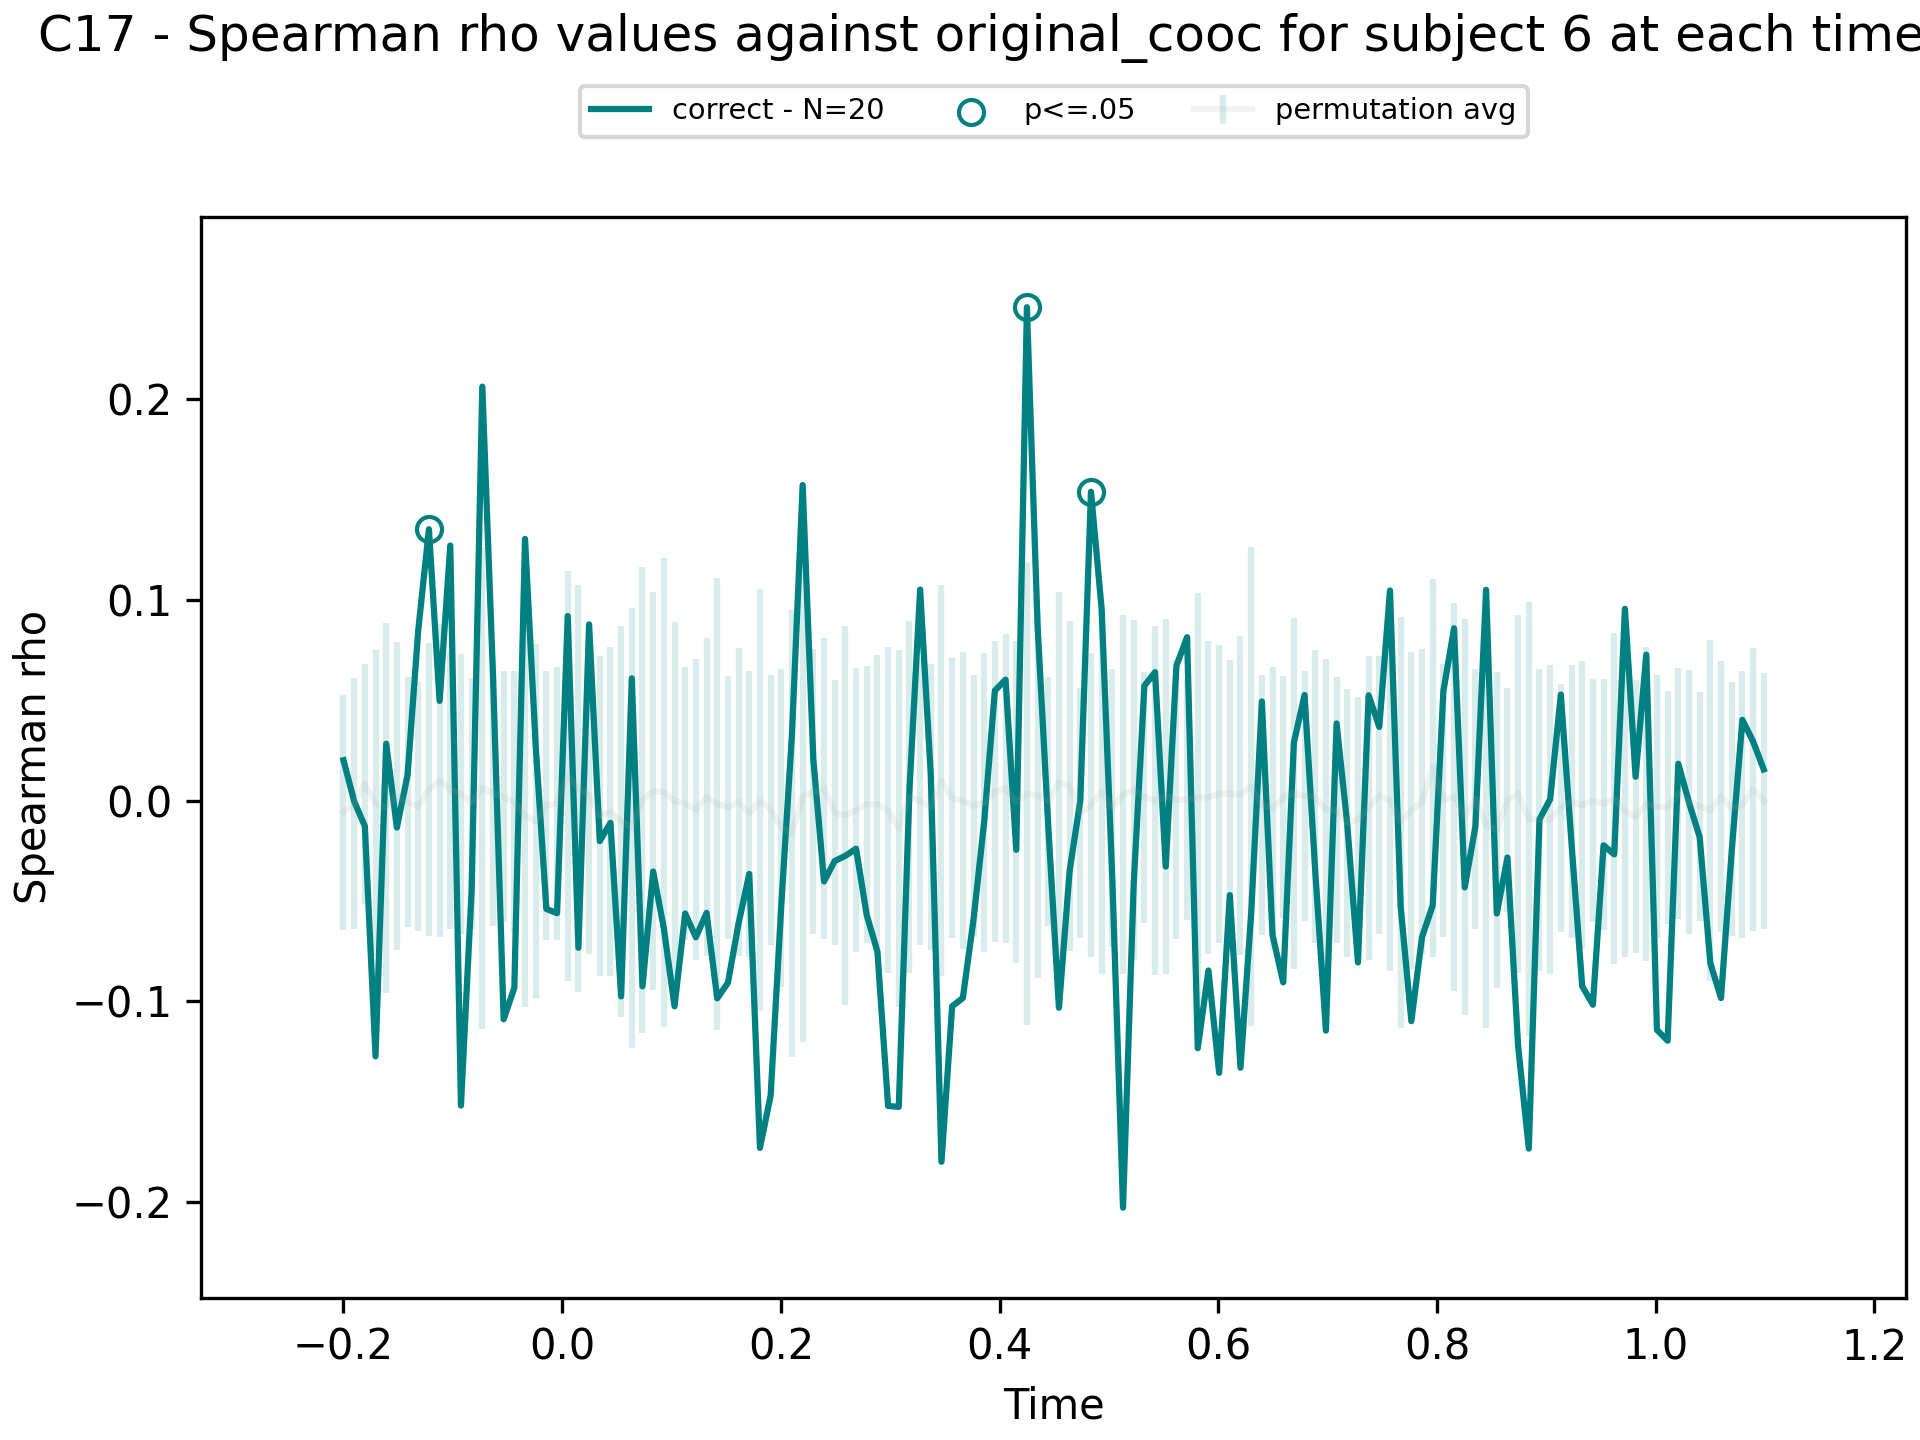 C17 - Spearman rho values against original_cooc for subject 6 at each time
correct - N=20 p<=.05 permutation avg
Spearman rho
0.2
0.1
0.0
−0.1
−0.2
−0.2 0.0 0.2 0.4 0.6 0.8 1.0 1.2
Time